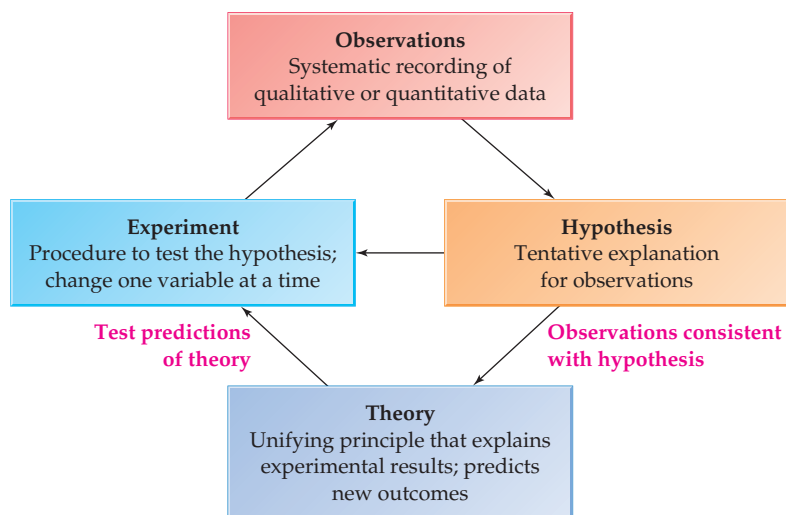 Observations
Systematic recording of
qualitative or quantitative data
Experiment
Procedure to test the hypothesis;
change one variable at a time
Hypothesis
Tentative explanation
for observations
Test predictions
of theory
Observations consistent
with hypothesis
Theory
Unifying principle that explains
experimental results; predicts
new outcomes